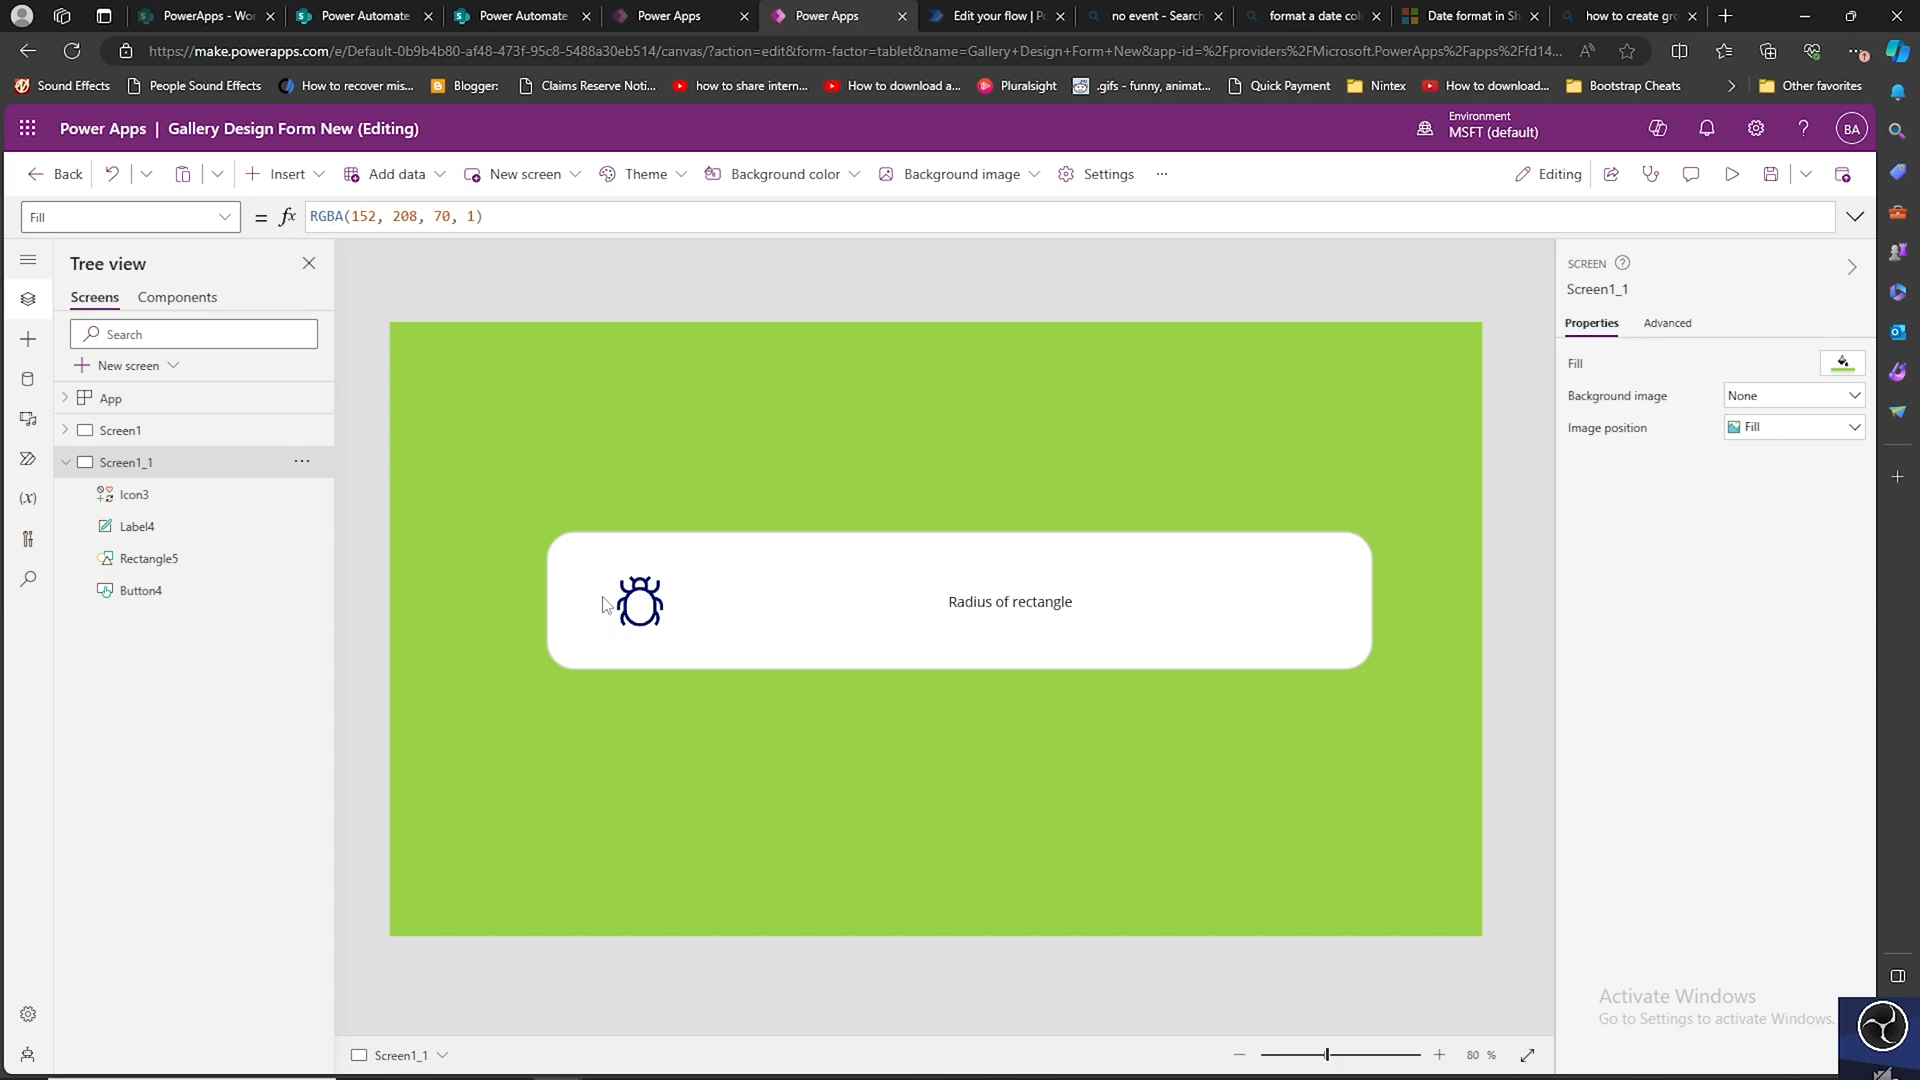 PowerApps - Wor
Power Automate
Power Automate
Power Apps
Power Apps
Edit your flow | Po
no event - Search
format a date col
Date format in Sh
how to create gro
https://make.powerapps.com/e/Default-0b9b4b80-af48-473f-95c8-5488a30eb514/canvas/?action=edit&form-factor=tablet&name=Gallery+Design+Form+New&app-id=%2Fproviders%2FMicrosoft.PowerApps%2Fapps%2Ffd14...
Sound Effects
People Sound Effects
How to recover mis...
Blogger:
Claims Reserve Noti...
how to share intern...
How to download a...
Pluralsight
.gifs - funny, animat...
Quick Payment
Nintex
How to download...
Bootstrap Cheats
Other favorites
Power Apps | Gallery Design Form New (Editing)
Environment
MSFT (default)
BA
Back
Insert
Add data
New screen
Theme
Background color
Background image
Settings
...
Editing
Fill
= fx RGBA(152, 208, 70, 1)
Tree view
Screens
Components
Search
New screen
App
Screen1
Screen1_1
...
Icon3
Label4
Rectangle5
Button4
(x)
Radius of rectangle
SCREEN
Screen1_1
Properties
Advanced
Fill
Background image
None
Image position
Fill
Activate Windows
Go to Settings to activate Windows.
Screen1_1
80 %